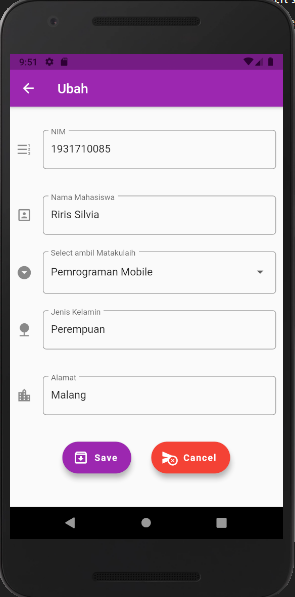 9:51
Ubah
NIM
1931710085
Nama Mahasiswa
Riris Silvia
Select ambil Matakulaih
Pemrograman Mobile
Jenis Kelamin
Perempuan
Alamat
Malang
Save
Cancel